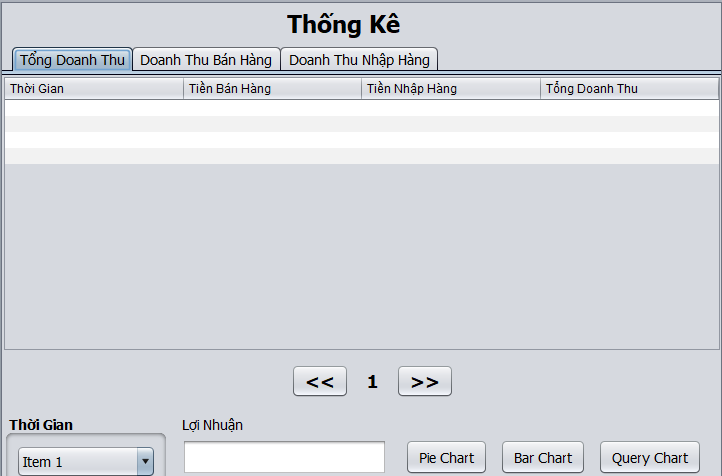 Thống Kê
Tổng Doanh Thu Doanh Thu Bán Hàng Doanh Thu Nhập Hàng
Thời Gian Tiền Bán Hàng Tiền Nhập Hàng Tổng Doanh Thu
<< 1 >>
Thời Gian Lợi Nhuận
Item 1 Pie Chart Bar Chart Query Chart